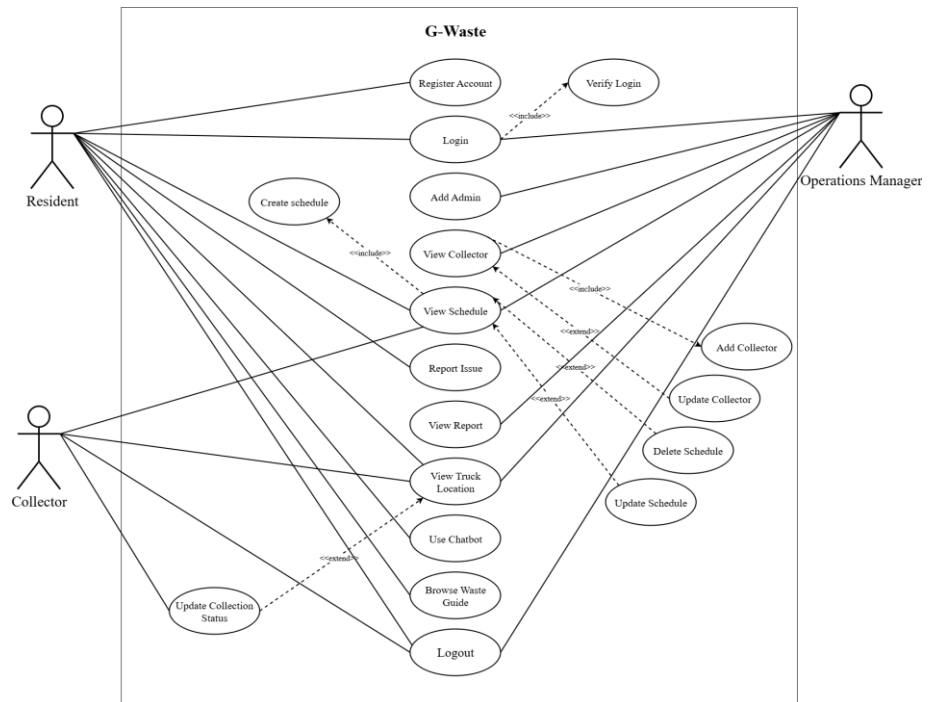 G-Waste
Register Account
Verify Login
<<include>>
Login
Resident
Operations Manager
Add Admin
Create schedule
View Collector
<<include>>
<<include>>
View Schedule
<<extend>>
Add Collector
Report Issue
<<extend>>
Update Collector
<<extend>>
View Report
Delete Schedule
View Truck
Location
Collector
Update Schedule
Use Chatbot
<<extend>>
Browse Waste
Guide
Update Collection
Status
Logout